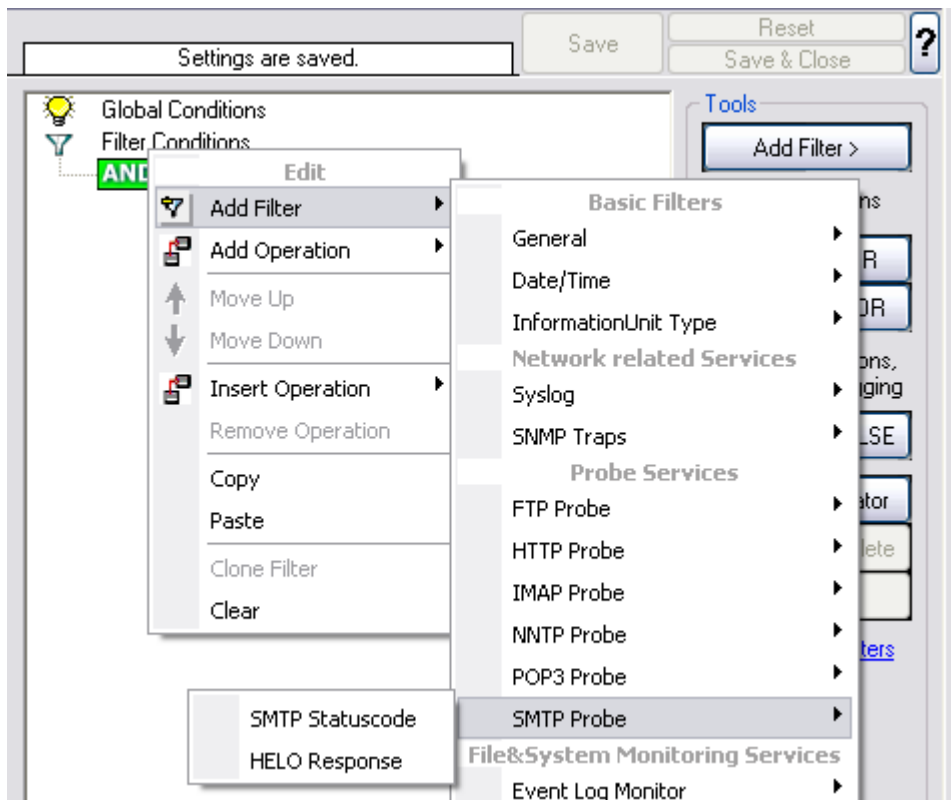 Settings are saved.
Save
Reset
Save & Close
?
Global Conditions
Filter Conditions
Tools
Add Filter >
Edit
Add Filter
Add Operation
Move Up
Move Down
Insert Operation
Remove Operation
Copy
Paste
Clone Filter
Clear
Basic Filters
General
Date/Time
InformationUnit Type
Network related Services
Syslog
SNMP Traps
Probe Services
FTP Probe
HTTP Probe
IMAP Probe
NNTP Probe
POP3 Probe
SMTP Probe
File&System Monitoring Services
Event Log Monitor
SMTP Statuscode
HELO Response